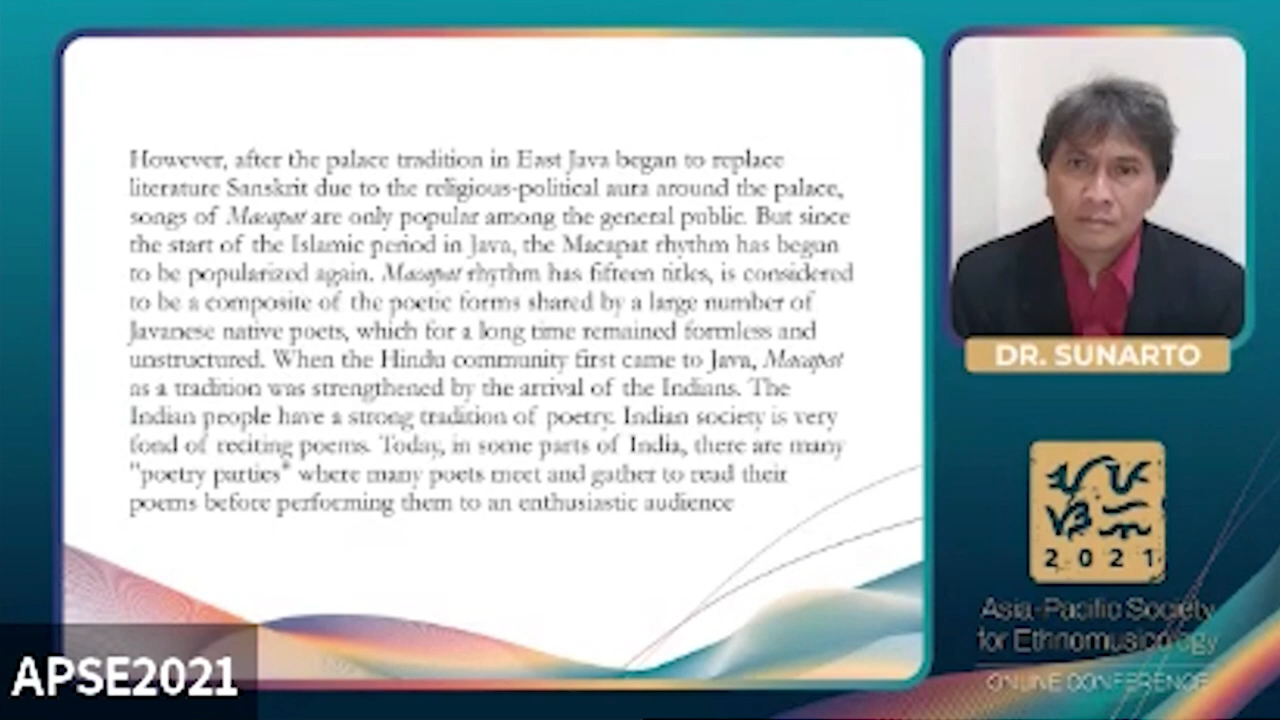 However, after the palace tradition in East Java began to replace
literature Sanskrit due to the religious-political aura around the palace,
songs of Macapat are only popular among the general public. But since
the start of the Islamic period in Java, the Macapat rhythm has begun
to be popularized again. Macapat rhythm has fifteen titles, is considered
to be a composite of the poetic forms shared by a large number of
Javanese native poets, which for a long time remained formless and
unstructured. When the Hindu community first came to Java, Macapat
as a tradition was strengthened by the arrival of the Indians. The
Indian people have a strong tradition of poetry. Indian society is very
fond of reciting poems. Today, in some parts of India, there are many
"poetry parties" where many poets meet and gather to read their
poems before performing them to an enthusiastic audience
DR. SUNARTO
2021
Asia-Pacific Society
for Ethnomusicology
ONLINE CONFERENCE
APSE2021